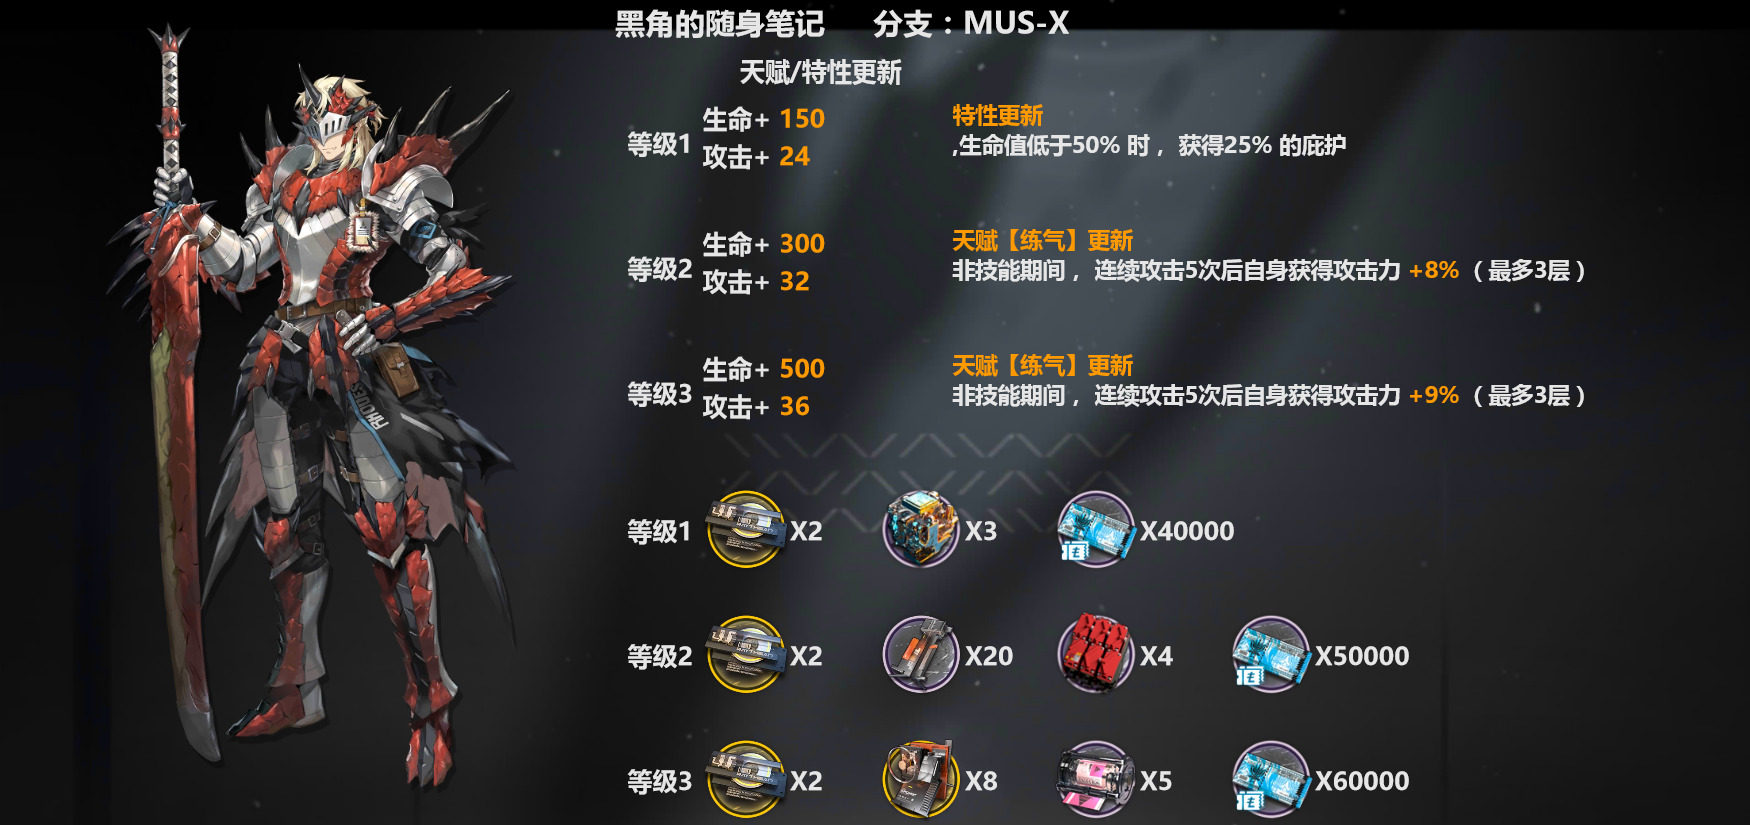 黑角的随身笔记 分支：MUS-X
天赋/特性更新
等级1
生命+ 150
攻击+ 24
特性更新
,生命值低于50% 时， 获得25% 的庇护
等级2
生命+ 300
攻击+ 32
天赋【练气】更新
非技能期间， 连续攻击5次后自身获得攻击力 +8% （最多3层）
等级3
生命+ 500
攻击+ 36
天赋【练气】更新
非技能期间， 连续攻击5次后自身获得攻击力 +9% （最多3层）
等级1 X2 X3 X40000
等级2 X2 X20 X4 X50000
等级3 X2 X8 X5 X60000